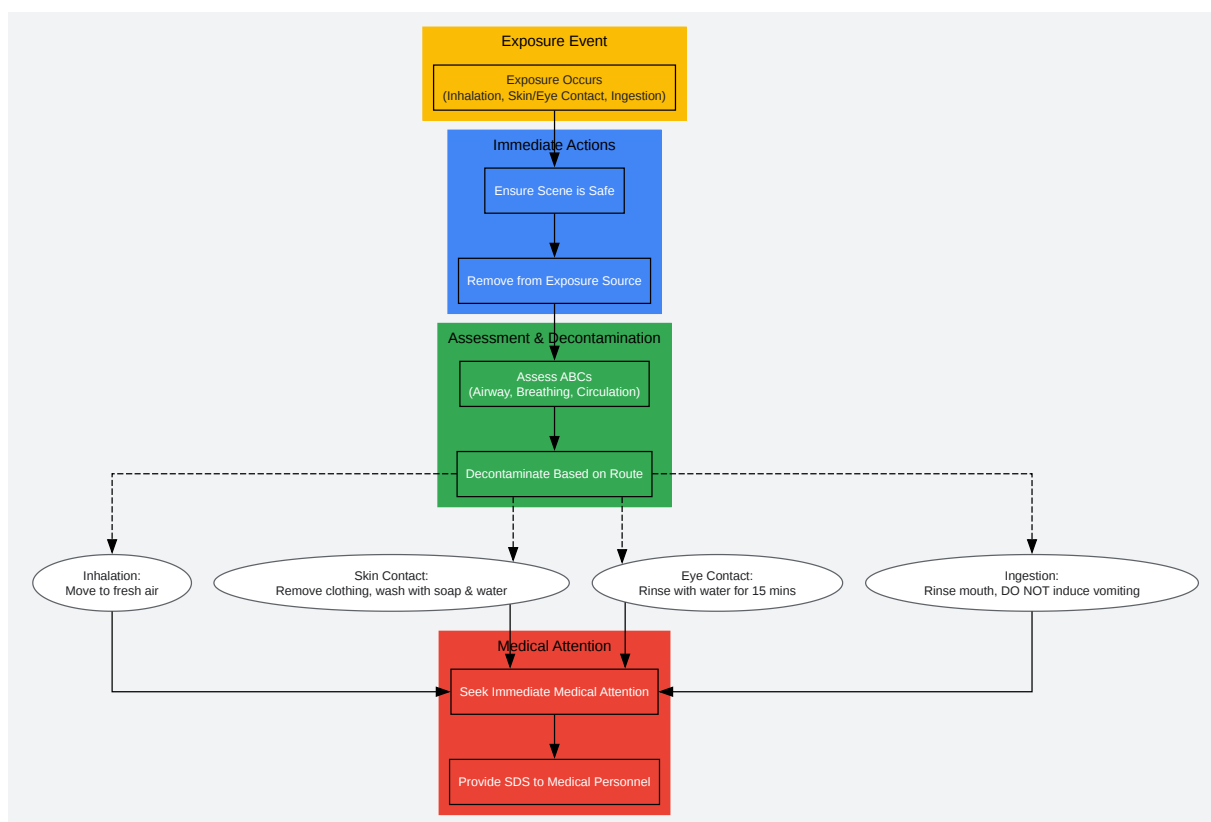 Exposure Event
Exposure Occurs
(Inhalation, Skin/Eye Contact, Ingestion)
Immediate Actions
Ensure Scene is Safe
Remove from Exposure Source
Assessment & Decontamination
Assess ABCs
(Airway, Breathing, Circulation)
Decontaminate Based on Route
Inhalation:
Move to fresh air
Skin Contact:
Remove clothing, wash with soap & water
Eye Contact:
Rinse with water for 15 mins
Ingestion:
Rinse mouth, DO NOT induce vomiting
Medical Attention
Seek Immediate Medical Attention
Provide SDS to Medical Personnel